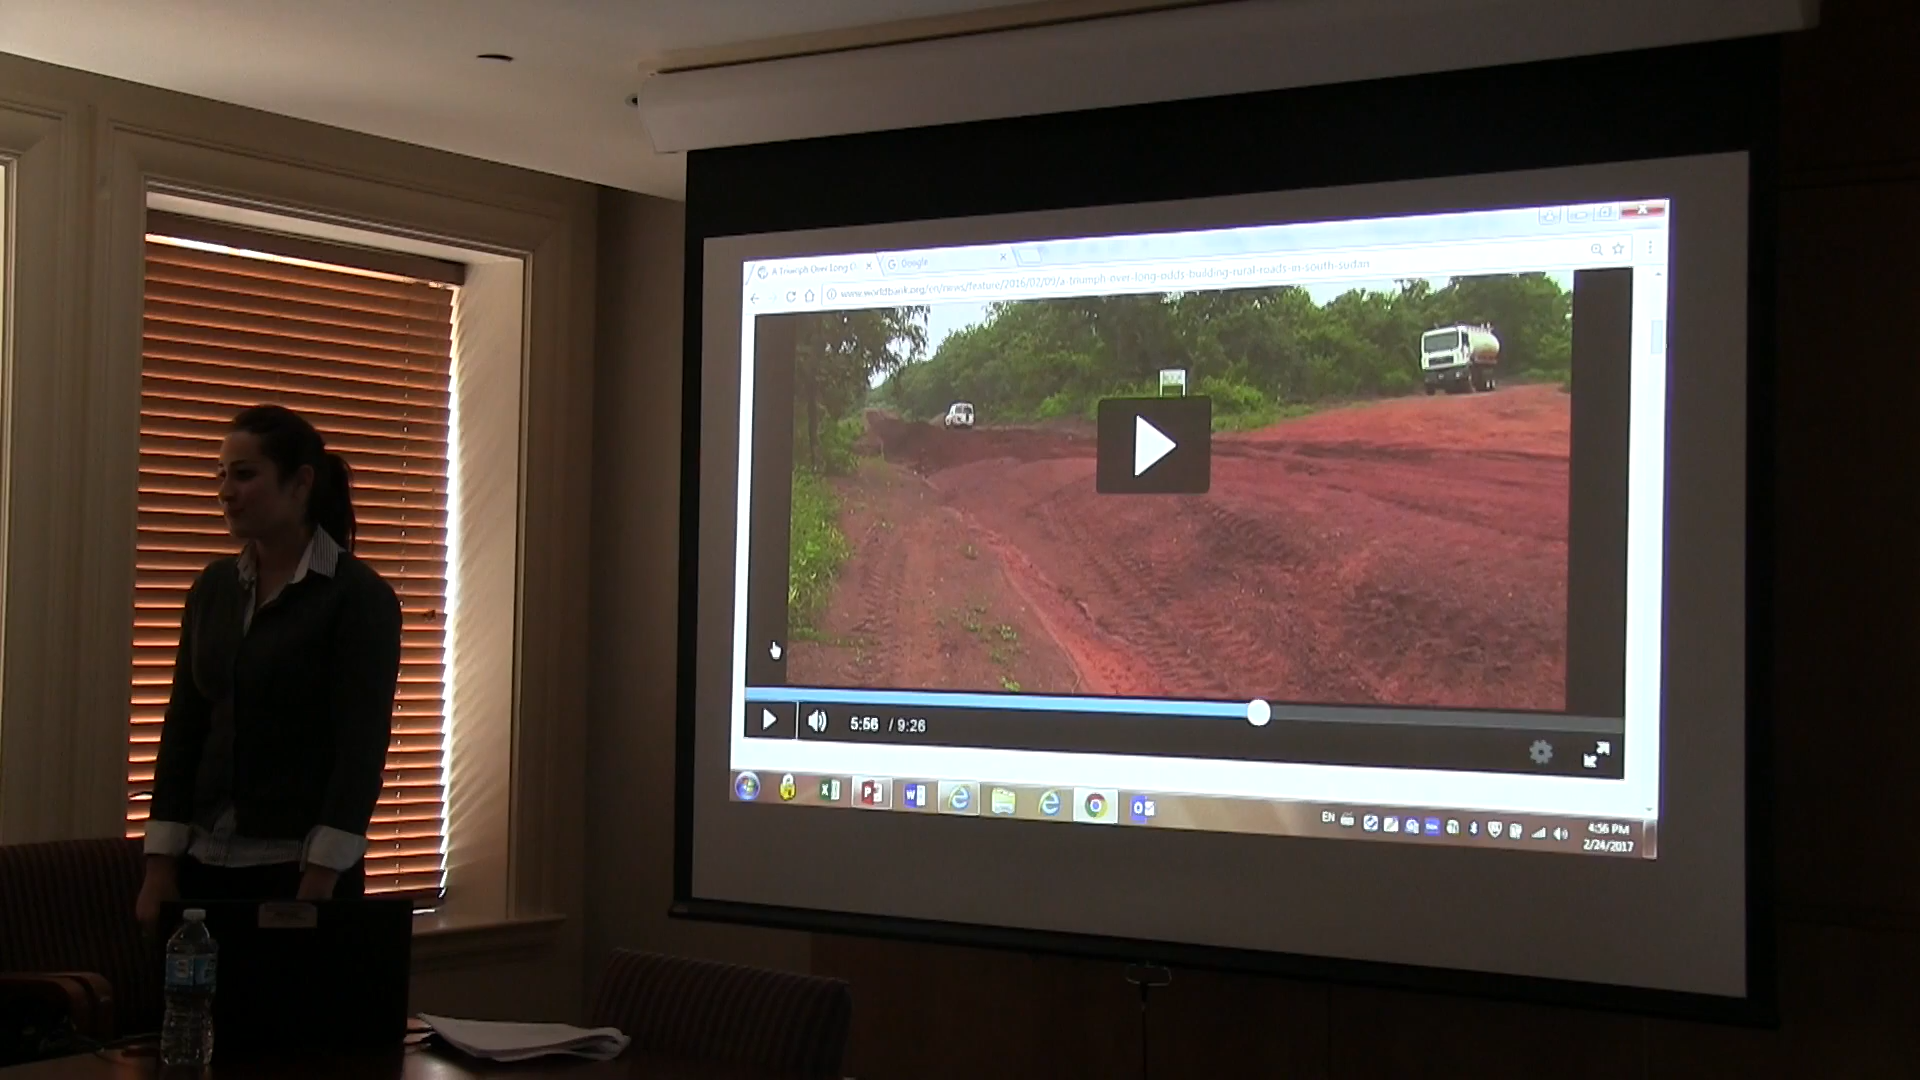 A Triumph Over Long O
Google
www.worldbank.org/en/news/feature/2016/02/09/a-triumph-over-long-odds-building-rural-roads-in-south-sudan
5:56 / 9:26
EN
4:56 PM
2/24/2017